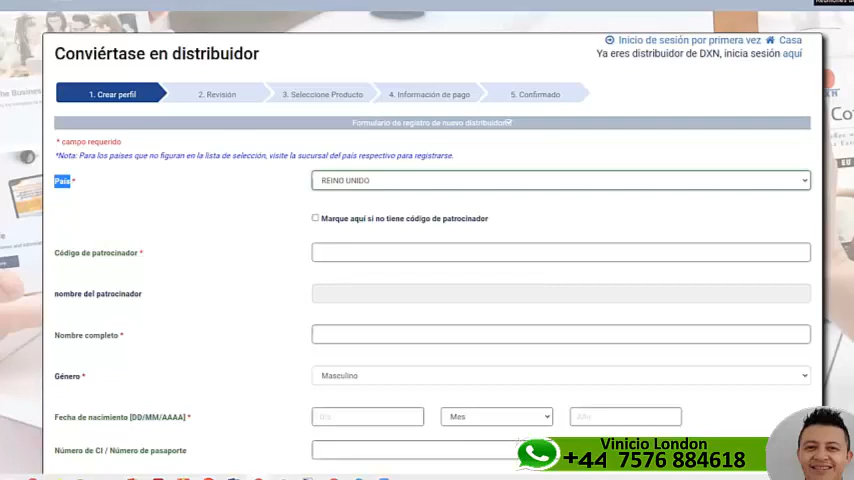 Conviértase en distribuidor
Inicio de sesión por primera vez Casa
Ya eres distribuidor de DXN, inicia sesión aquí
1. Crear perfil
2. Revisión
3. Seleccione Producto
4. Información de pago
5. Confirmado
Formulario de registro de nuevo distribuidor
* campo requerido
*Nota: Para los países que no figuran en la lista de selección, visite la sucursal del país respectivo para registrarse.
País *
REINO UNIDO
Marque aquí si no tiene código de patrocinador
Código de patrocinador *
nombre del patrocinador
Nombre completo *
Género *
Masculino
Fecha de nacimiento [DD/MM/AAAA] *
Mes
Número de CI / Número de pasaporte
Vinicio London
+44 7576 884618
The Business